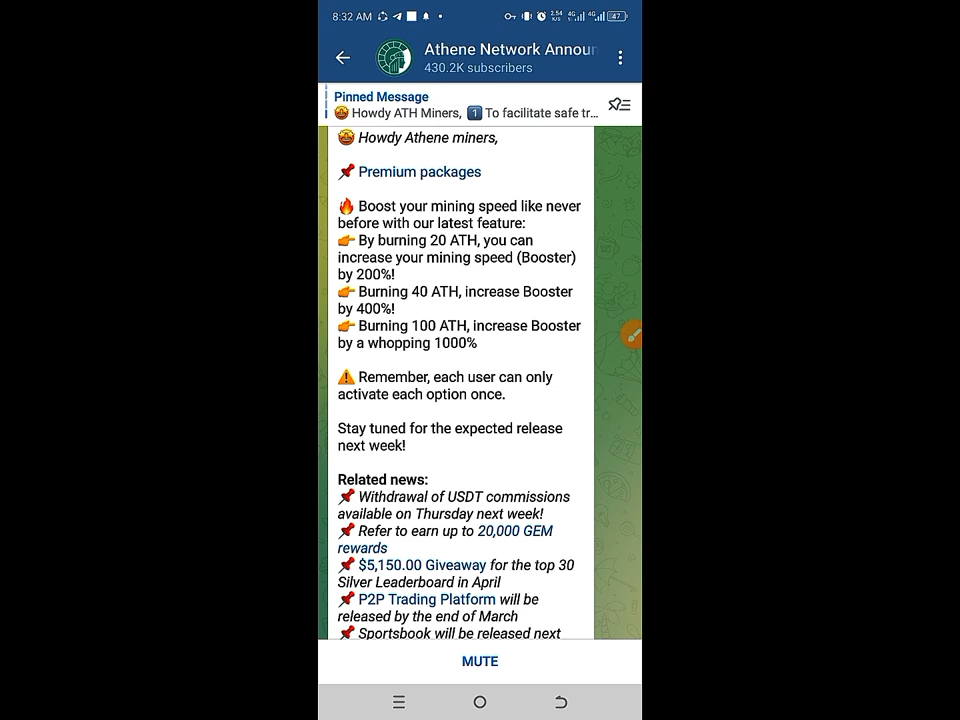 8:32 AM 2.54 K/S 4G 4G 47
Athene Network Announ
430.2K subscribers
Pinned Message
🤩 Howdy ATH Miners, 1️⃣ To facilitate safe tr...
🤩 Howdy Athene miners,
📌 Premium packages
🔥 Boost your mining speed like never
before with our latest feature:
👉 By burning 20 ATH, you can
increase your mining speed (Booster)
by 200%!
👉 Burning 40 ATH, increase Booster
by 400%!
👉 Burning 100 ATH, increase Booster
by a whopping 1000%
⚠️ Remember, each user can only
activate each option once.
Stay tuned for the expected release
next week!
Related news:
📌 Withdrawal of USDT commissions
available on Thursday next week!
📌 Refer to earn up to 20,000 GEM
rewards
📌 $5,150.00 Giveaway for the top 30
Silver Leaderboard in April
📌 P2P Trading Platform will be
released by the end of March
📌 Sportsbook will be released next
MUTE